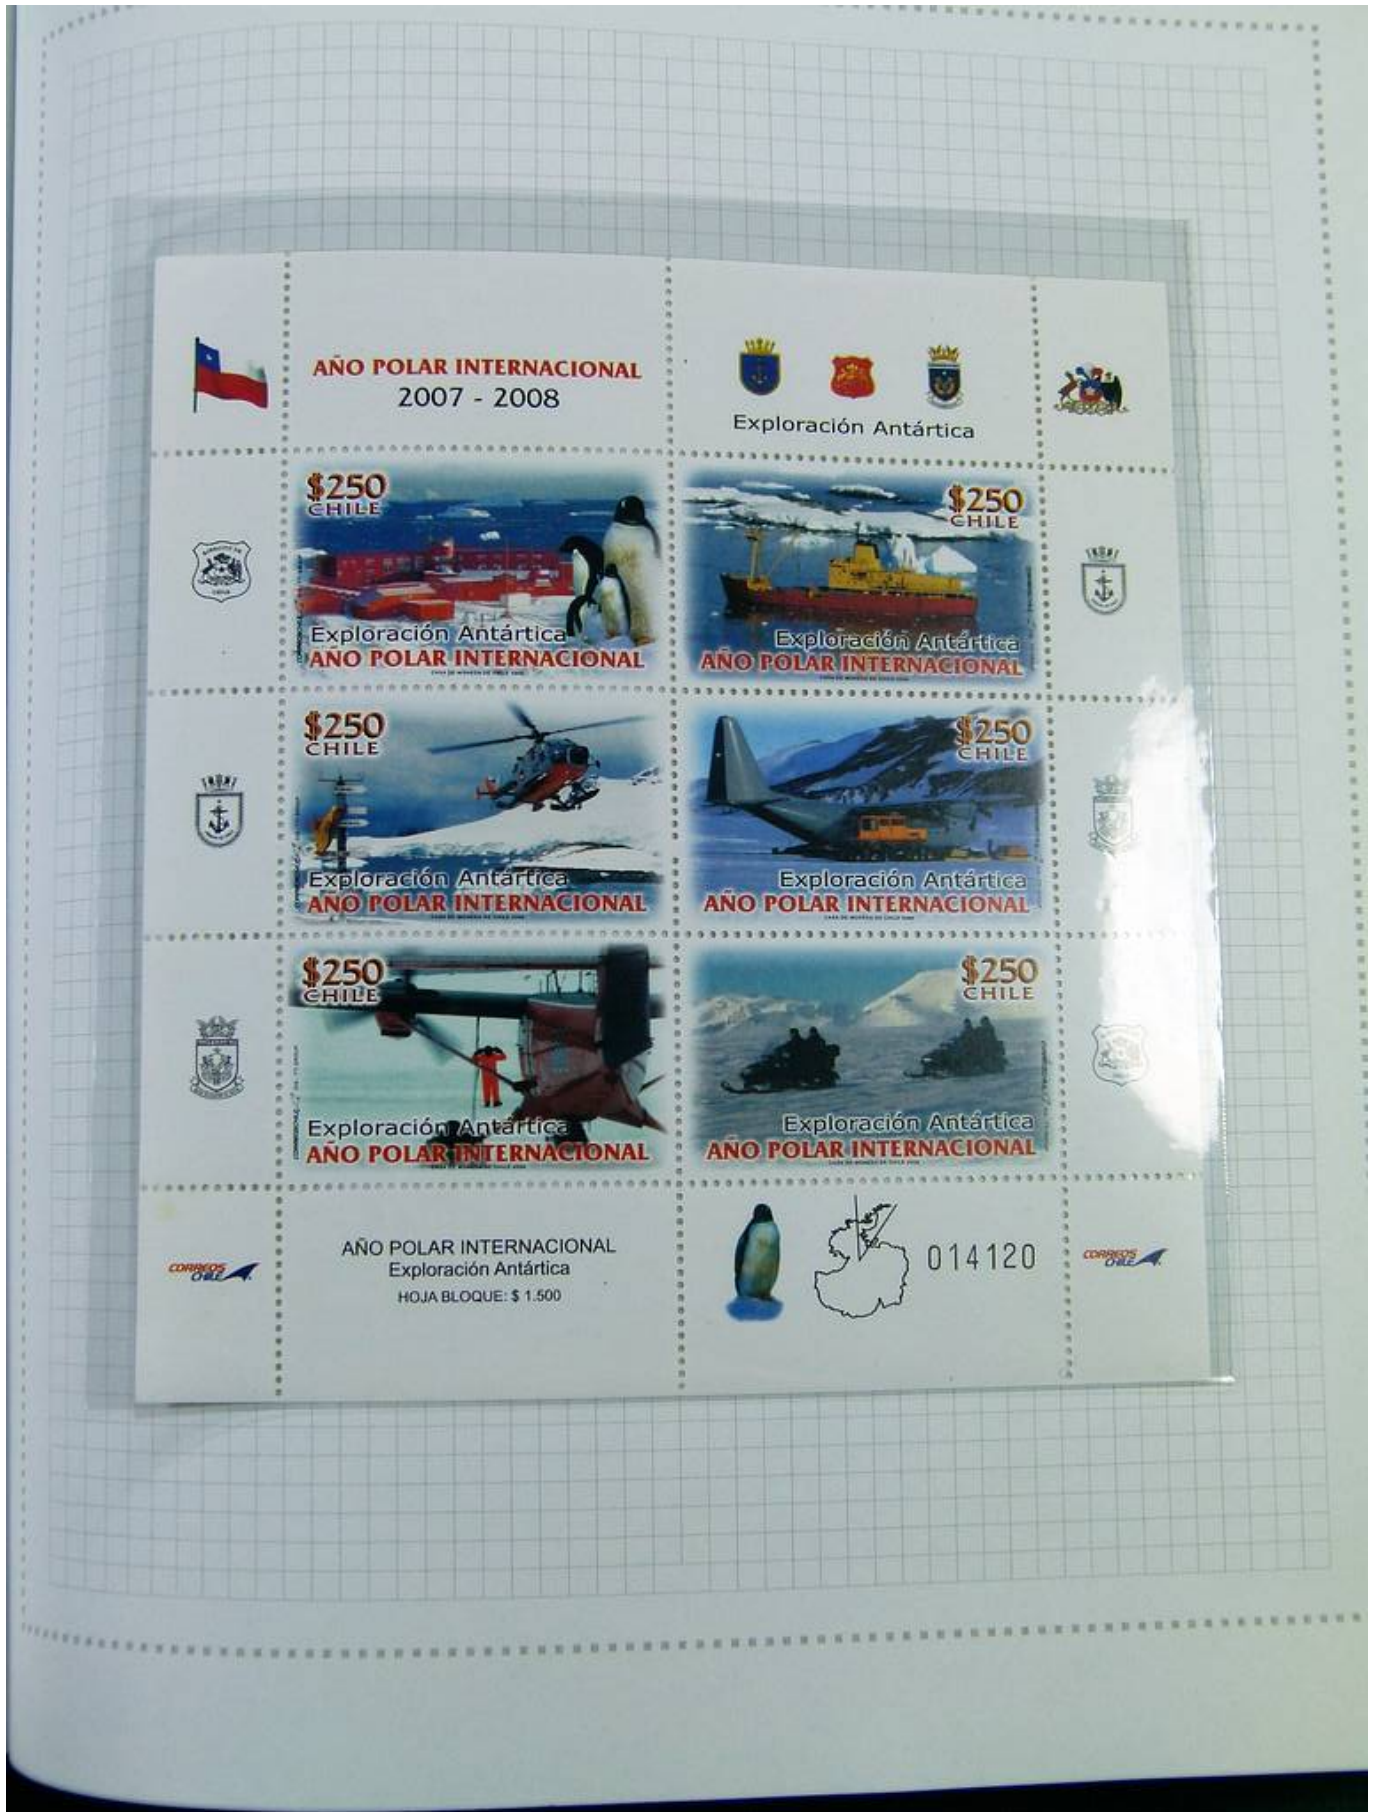 AÑO POLAR INTERNACIONAL
2007 - 2008
Exploración Antártica
$250
CHILE
Exploración Antártica
AÑO POLAR INTERNACIONAL
$250
CHILE
Exploración Antártica
AÑO POLAR INTERNACIONAL
$250
CHILE
Exploración Antártica
AÑO POLAR INTERNACIONAL
$250
CHILE
Exploración Antártica
AÑO POLAR INTERNACIONAL
$250
CHILE
Exploración Antártica
AÑO POLAR INTERNACIONAL
$250
CHILE
Exploración Antártica
AÑO POLAR INTERNACIONAL
CORREOS
CHILE
AÑO POLAR INTERNACIONAL
Exploración Antártica
HOJA BLOQUE: $ 1.500
014120
CORREOS
CHILE